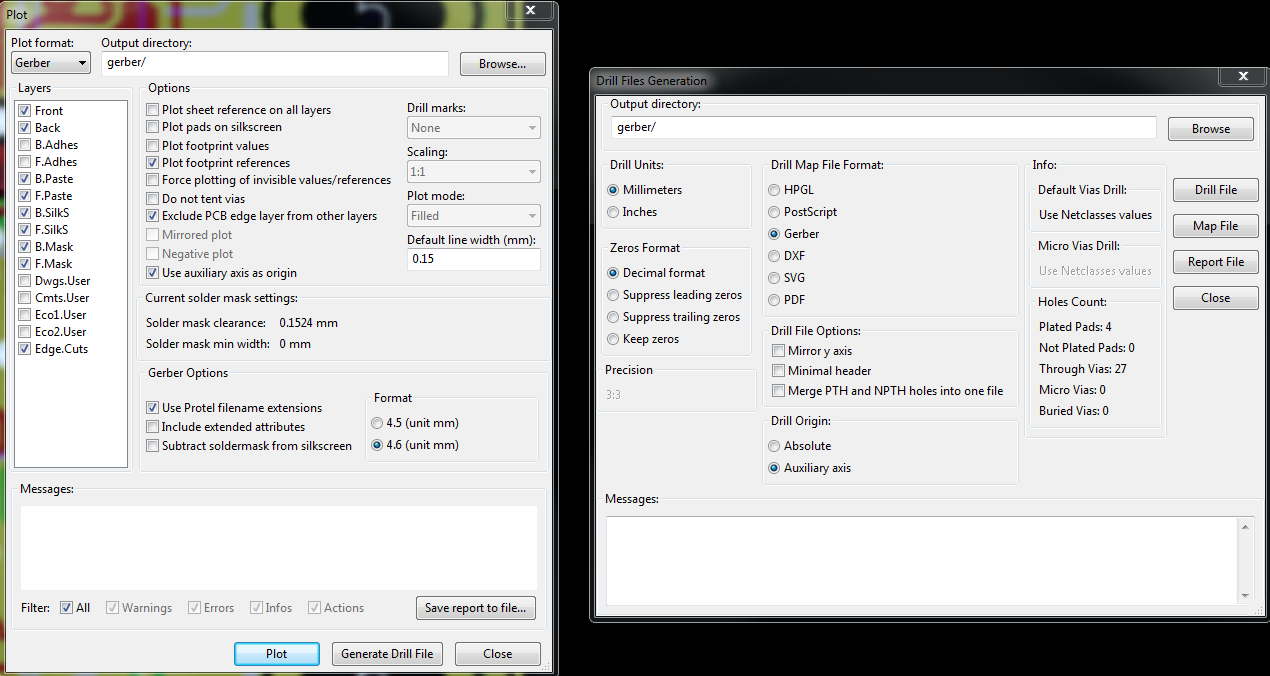 Plot
Plot format:
Output directory:
Gerber
gerber/
Browse...
Layers
Front
Back
B.Adhes
F.Adhes
B.Paste
F.Paste
B.SilkS
F.SilkS
B.Mask
F.Mask
Dwgs.User
Cmts.User
Eco1.User
Eco2.User
Edge.Cuts
Options
Plot sheet reference on all layers
Plot pads on silkscreen
Plot footprint values
Plot footprint references
Force plotting of invisible values/references
Do not tent vias
Exclude PCB edge layer from other layers
Mirrored plot
Negative plot
Use auxiliary axis as origin
Drill marks:
None
Scaling:
1:1
Plot mode:
Filled
Default line width (mm):
0.15
Current solder mask settings:
Solder mask clearance: 0.1524 mm
Solder mask min width: 0 mm
Gerber Options
Use Protel filename extensions
Include extended attributes
Subtract soldermask from silkscreen
Format
4.5 (unit mm)
4.6 (unit mm)
Messages:
Filter: All Warnings Errors Infos Actions
Save report to file...
Plot
Generate Drill File
Close
Drill Files Generation
Output directory:
gerber/
Browse
Drill Units:
Millimeters
Inches
Zeros Format
Decimal format
Suppress leading zeros
Suppress trailing zeros
Keep zeros
Precision
3:3
Drill Map File Format:
HPGL
PostScript
Gerber
DXF
SVG
PDF
Drill File Options:
Mirror y axis
Minimal header
Merge PTH and NPTH holes into one file
Drill Origin:
Absolute
Auxiliary axis
Info:
Default Vias Drill:
Use Netclasses values
Micro Vias Drill:
Use Netclasses values
Holes Count:
Plated Pads: 4
Not Plated Pads: 0
Through Vias: 27
Micro Vias: 0
Buried Vias: 0
Drill File
Map File
Report File
Close
Messages: